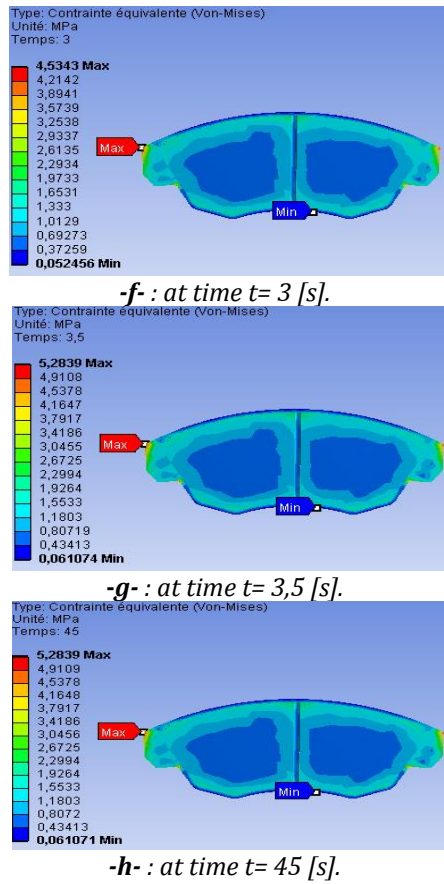 Type: Contrainte équivalente (Von-Mises)
Unité: MPa
Temps: 3
4,5343 Max
4,2142
3,8941
3,5739
3,2538
2,9337
2,6135
2,2934
1,9733
1,6531
1,333
1,0129
0,69273
0,37259
0,052456 Min
Max
Min
-f- : at time t= 3 [s].
Type: Contrainte équivalente (Von-Mises)
Unité: MPa
Temps: 3,5
5,2839 Max
4,9108
4,5378
4,1647
3,7917
3,4186
3,0455
2,6725
2,2994
1,9264
1,5533
1,1803
0,80719
0,43413
0,061074 Min
Max
Min
-g- : at time t= 3,5 [s].
Type: Contrainte équivalente (Von-Mises)
Unité: MPa
Temps: 45
5,2839 Max
4,9109
4,5378
4,1648
3,7917
3,4186
3,0456
2,6725
2,2994
1,9264
1,5533
1,1803
0,8072
0,43413
0,061071 Min
Max
Min
-h- : at time t= 45 [s].